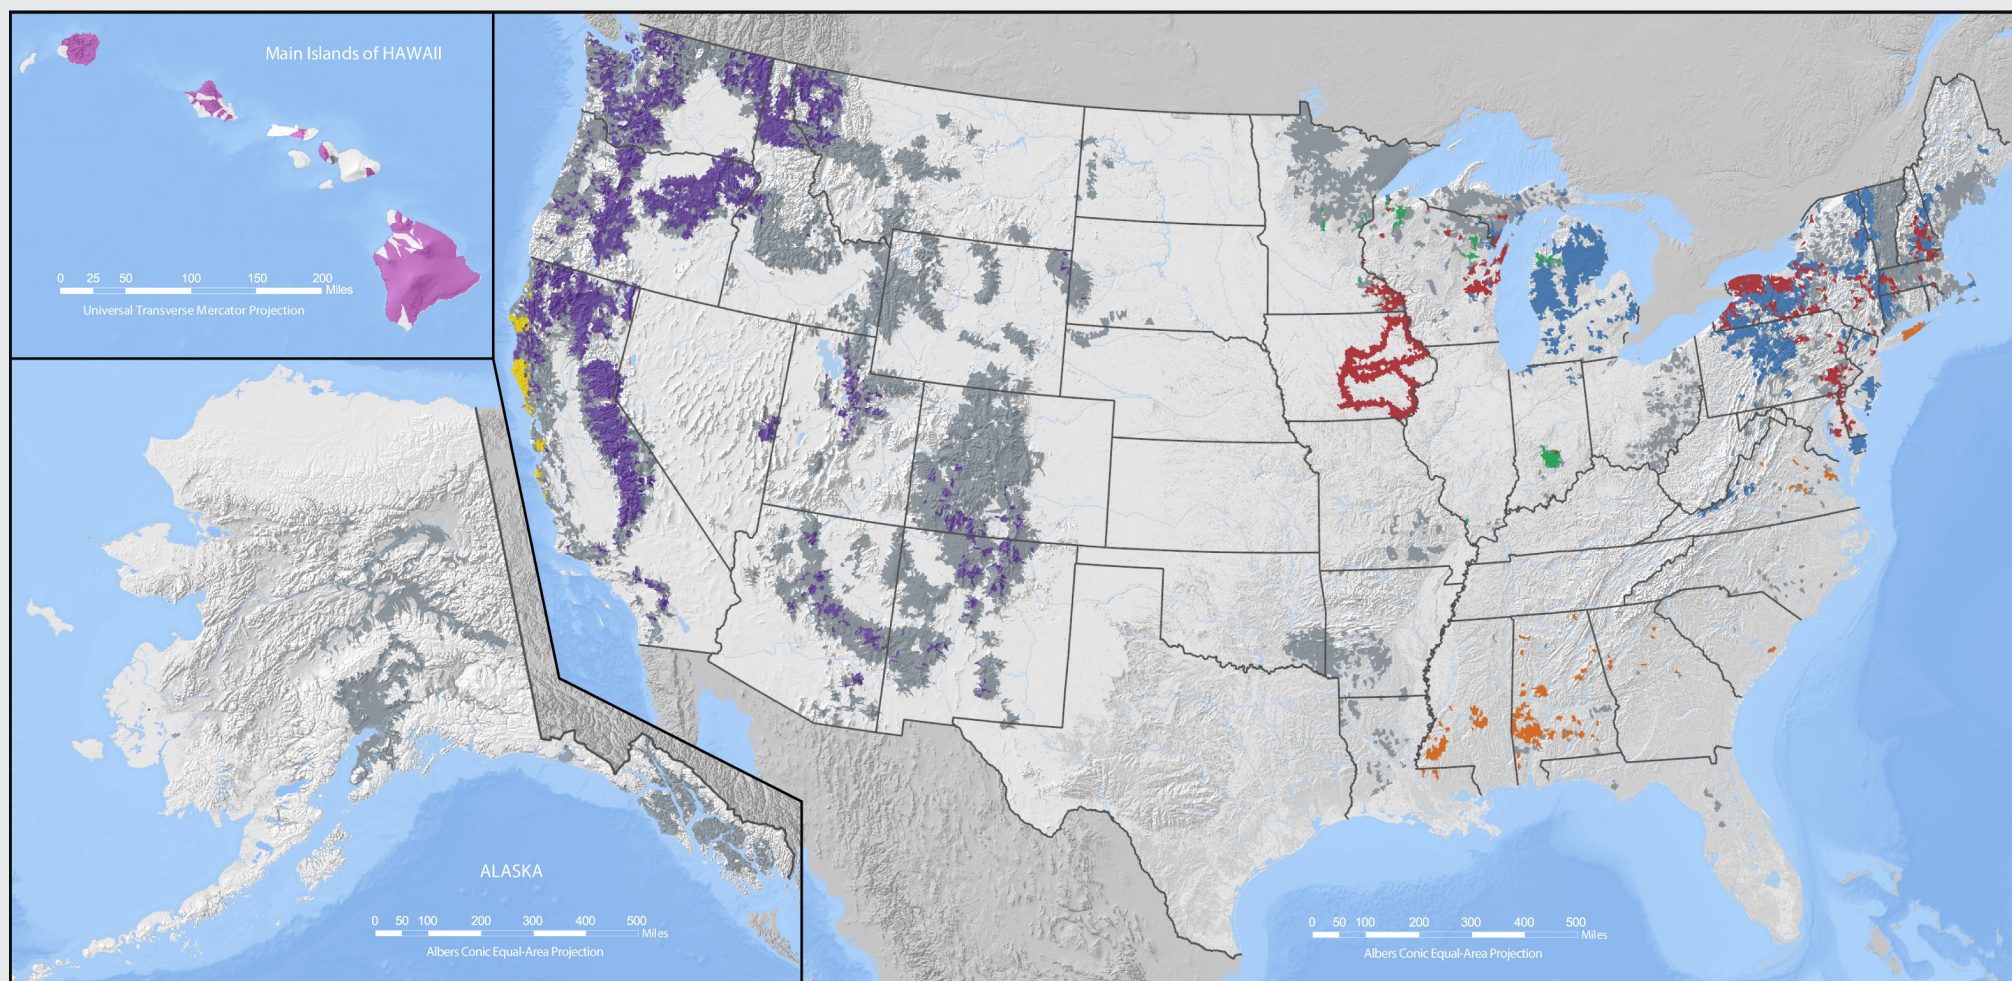 Main Islands of HAWAII
0 25 50 100 150 200 Miles
Universal Transverse Mercator Projection
ALASKA
0 50 100 200 300 400 500 Miles
Albers Conic Equal-Area Projection
0 50 100 200 300 400 500 Miles
Albers Conic Equal-Area Projection